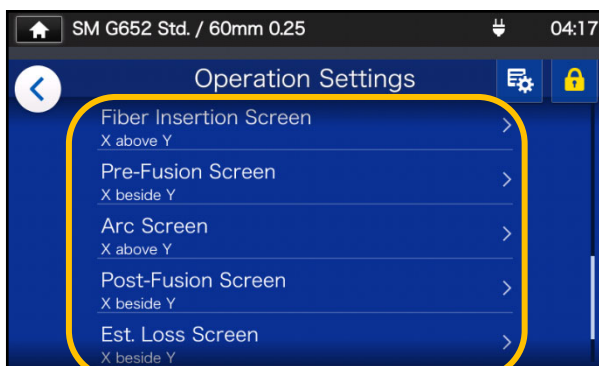 SM G652 Std. / 60mm 0.25
04:17
Operation Settings
Fiber Insertion Screen
X above Y
Pre-Fusion Screen
X beside Y
Arc Screen
X above Y
Post-Fusion Screen
X beside Y
Est. Loss Screen
X beside Y